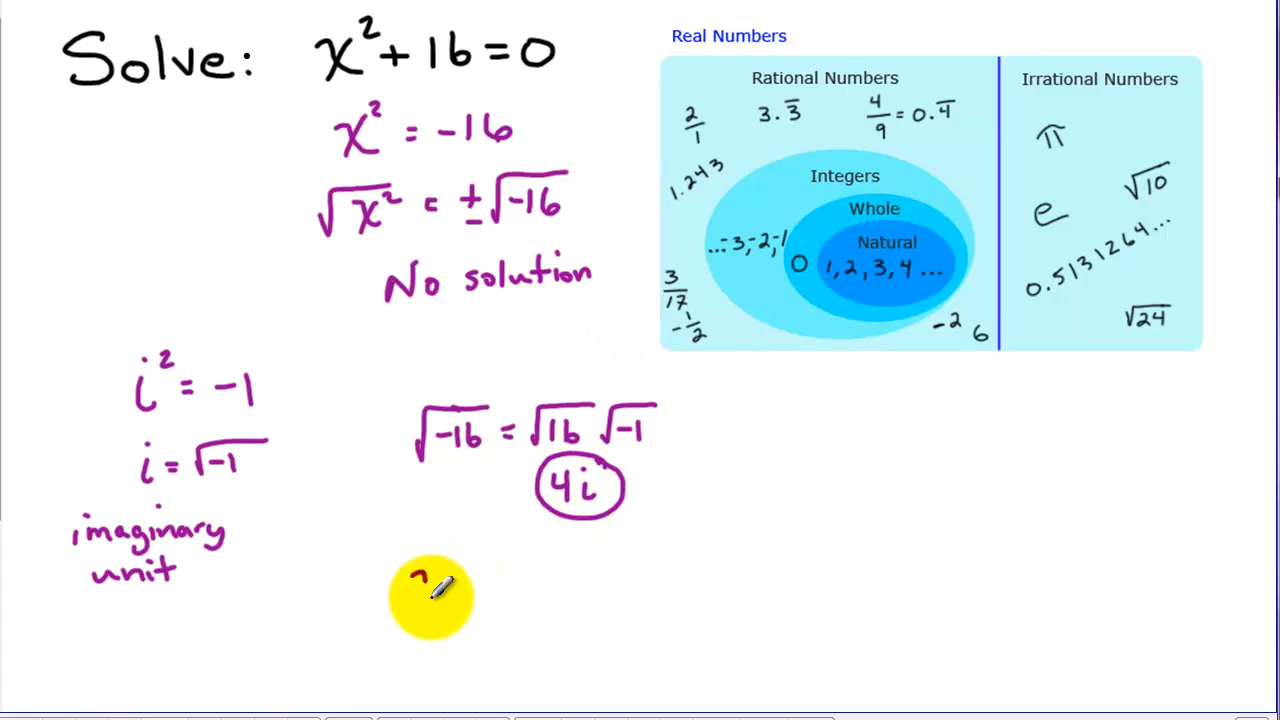 Solve: x² + 16 = 0
x² = -16
√x² = ±√-16
No solution
i² = -1
i = √-1
imaginary
unit
√-16 = √16 √-1
4i
Real Numbers
Rational Numbers
2/1
3.3̅
4/9 = 0.4̅
1.243
Integers
Whole
Natural
...-3,-2,-1
0
1,2,3,4...
3/17
-1/2
-2
6
Irrational Numbers
π
√10
e
0.5131264...
√24